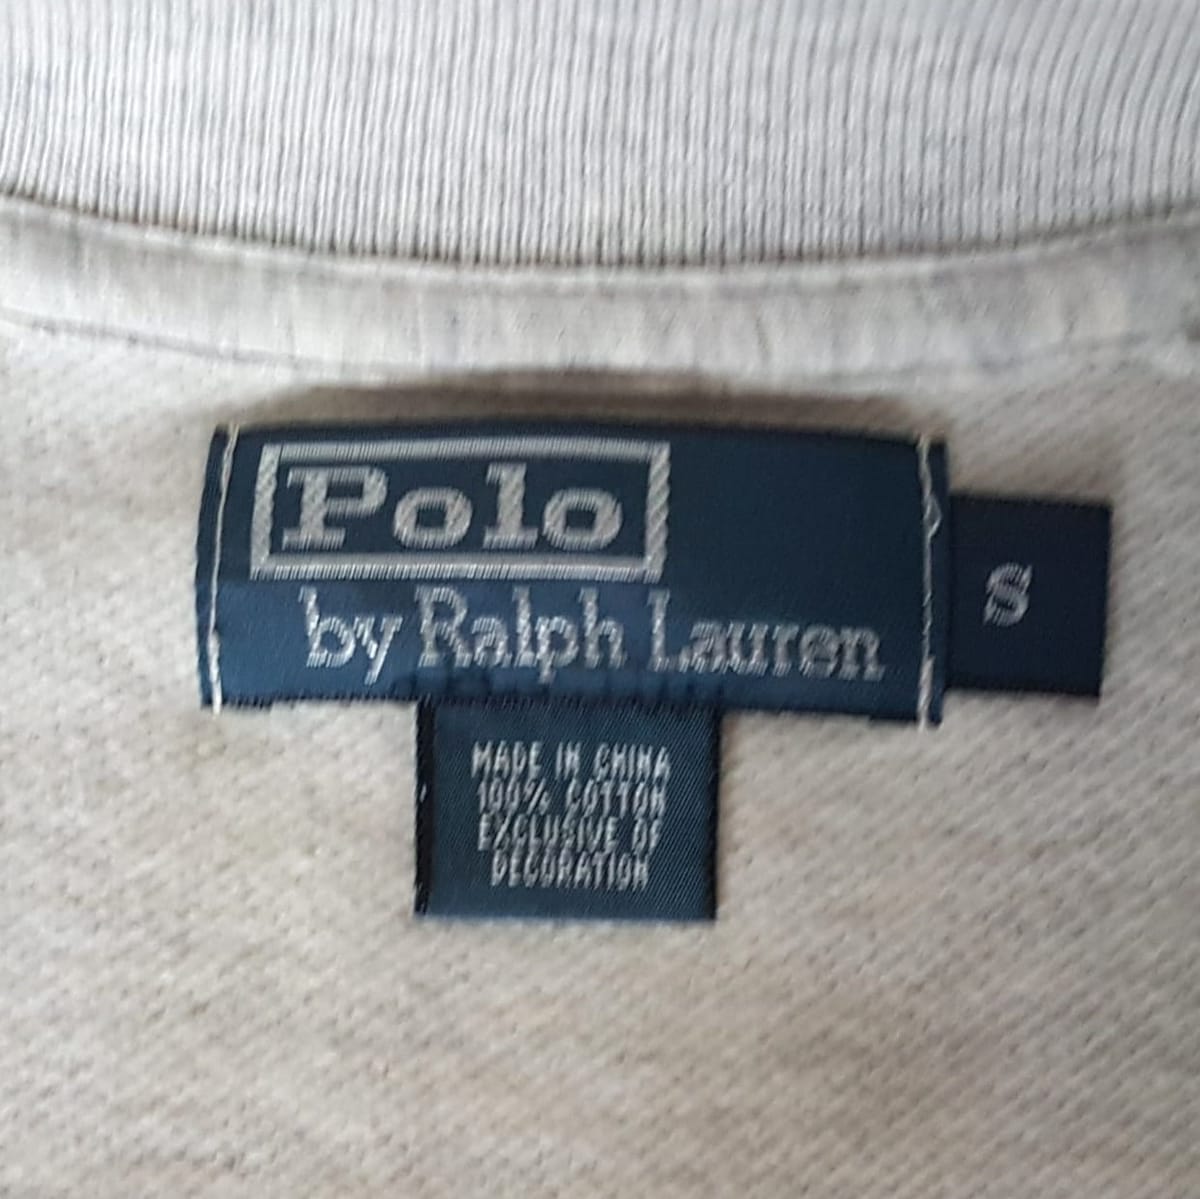 Polo
by Ralph Lauren
S
MADE IN CHINA
100% COTTON
EXCLUSIVE OF
DECORATION